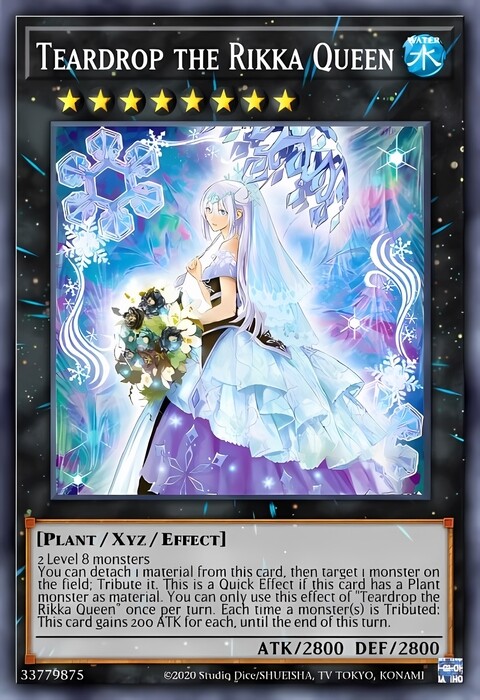 TEARDROP THE RIKKA QUEEN
WATER
水
[PLANT / XYZ / EFFECT]
2 Level 8 monsters
You can detach 1 material from this card, then target 1 monster on
the field; Tribute it. This is a Quick Effect if this card has a Plant
monster as material. You can only use this effect of "Teardrop the
Rikka Queen" once per turn. Each time a monster(s) is Tributed:
This card gains 200 ATK for each, until the end of this turn.
ATK/2800 DEF/2800
33779875
©2020 Studio Dice/SHUEISHA, TV TOKYO, KONAMI